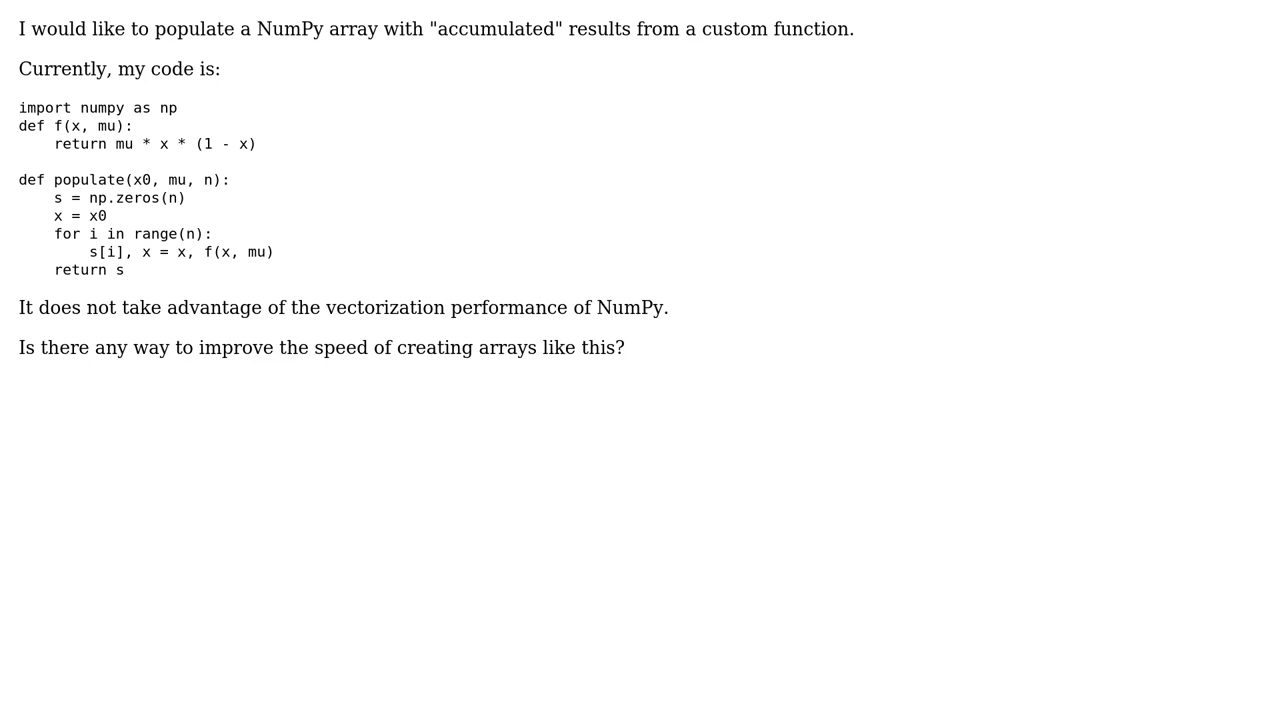 I would like to populate a NumPy array with "accumulated" results from a custom function.
Currently, my code is:
import numpy as np
def f(x, mu):
    return mu * x * (1 - x)

def populate(x0, mu, n):
    s = np.zeros(n)
    x = x0
    for i in range(n):
        s[i], x = x, f(x, mu)
    return s
It does not take advantage of the vectorization performance of NumPy.
Is there any way to improve the speed of creating arrays like this?